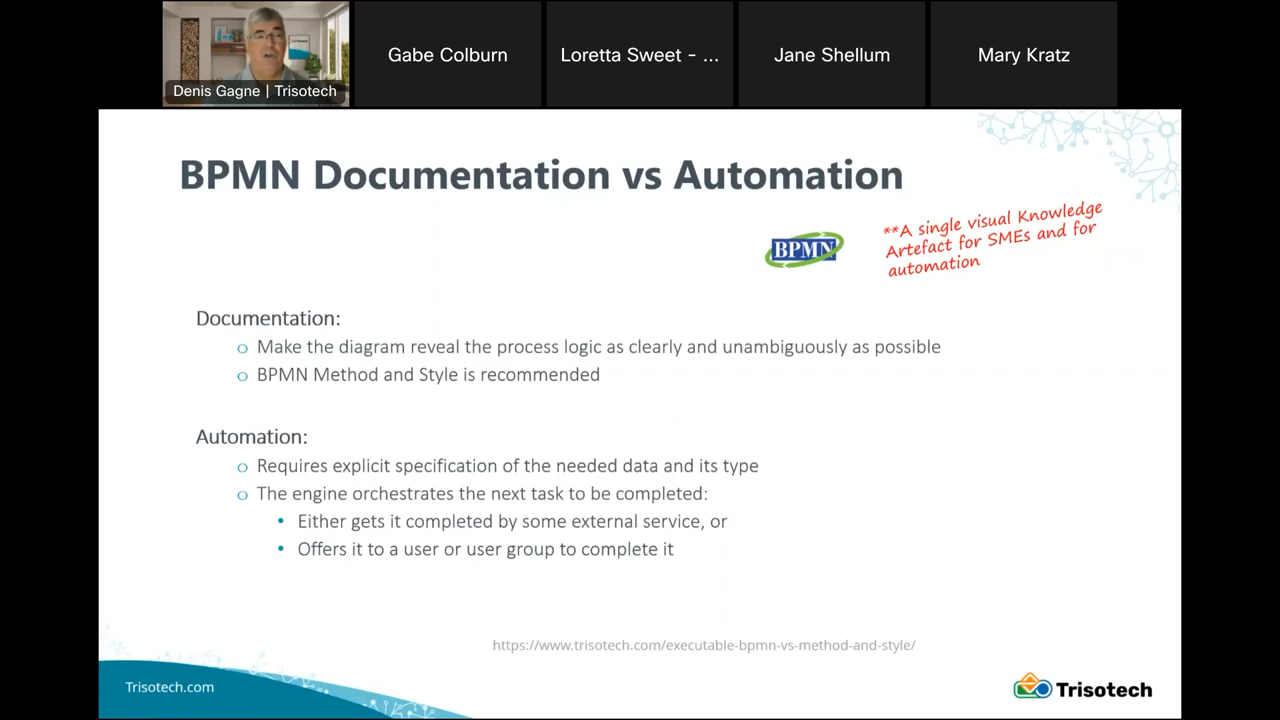 Denis Gagne | Trisotech
Gabe Colburn
Loretta Sweet - ...
Jane Shellum
Mary Kratz
BPMN Documentation vs Automation
BPMN
**A single visual Knowledge
Artefact for SMEs and for
automation
Documentation:
o Make the diagram reveal the process logic as clearly and unambiguously as possible
o BPMN Method and Style is recommended
Automation:
o Requires explicit specification of the needed data and its type
o The engine orchestrates the next task to be completed:
• Either gets it completed by some external service, or
• Offers it to a user or user group to complete it
https://www.trisotech.com/executable-bpmn-vs-method-and-style/
Trisotech.com
Trisotech